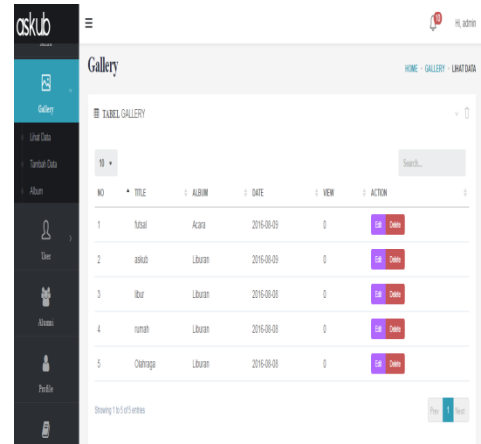 askub
10
Hi, admin
Gallery
HOME - GALLERY - LIHAT DATA
Gallery
TABEL GALLERY
Lihat Data
Tambah Data
Album
10
Search...
NO TITLE ALBUM DATE VIEW ACTION
1 futsal Acara 2016-08-09 0 Edit Delete
2 askub Liburan 2016-08-09 0 Edit Delete
3 libur Liburan 2016-08-08 0 Edit Delete
4 rumah Liburan 2016-08-08 0 Edit Delete
5 Olahraga Liburan 2016-08-08 0 Edit Delete
User
Alumni
Profile
Showing 1 to 5 of 5 entries
Prev 1 Next